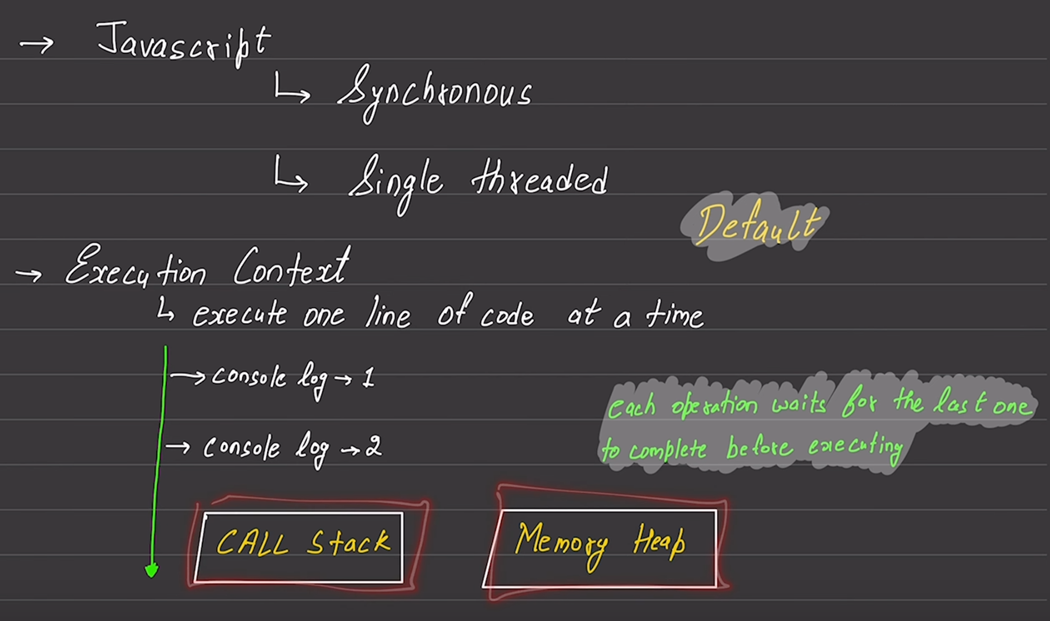 → Javascript
↳ Synchronous
↳ Single threaded
Default
→ Execution Context
↳ execute one line of code at a time
→ console log → 1
each operation waits for the last one
→ console log → 2
to complete before executing
CALL Stack
Memory Heap